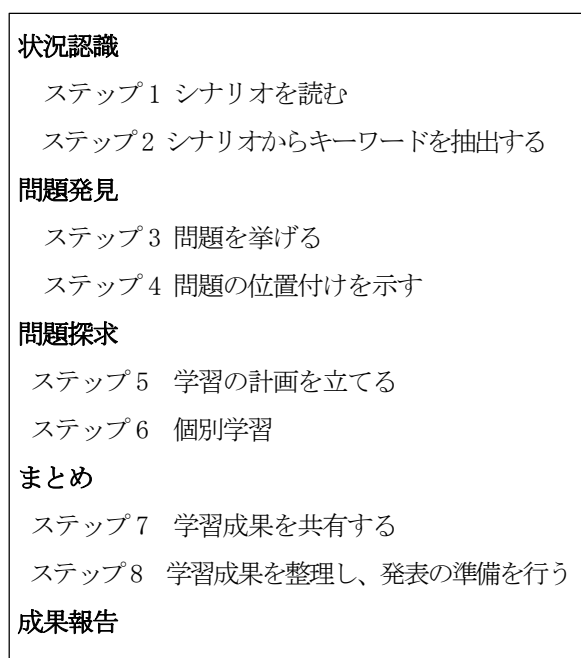 状況認識
ステップ1 シナリオを読む
ステップ2 シナリオからキーワードを抽出する
問題発見
ステップ3 問題を挙げる
ステップ4 問題の位置付けを示す
問題探求
ステップ5　学習の計画を立てる
ステップ6　個別学習
まとめ
ステップ7　学習成果を共有する
ステップ8　学習成果を整理し、発表の準備を行う
成果報告